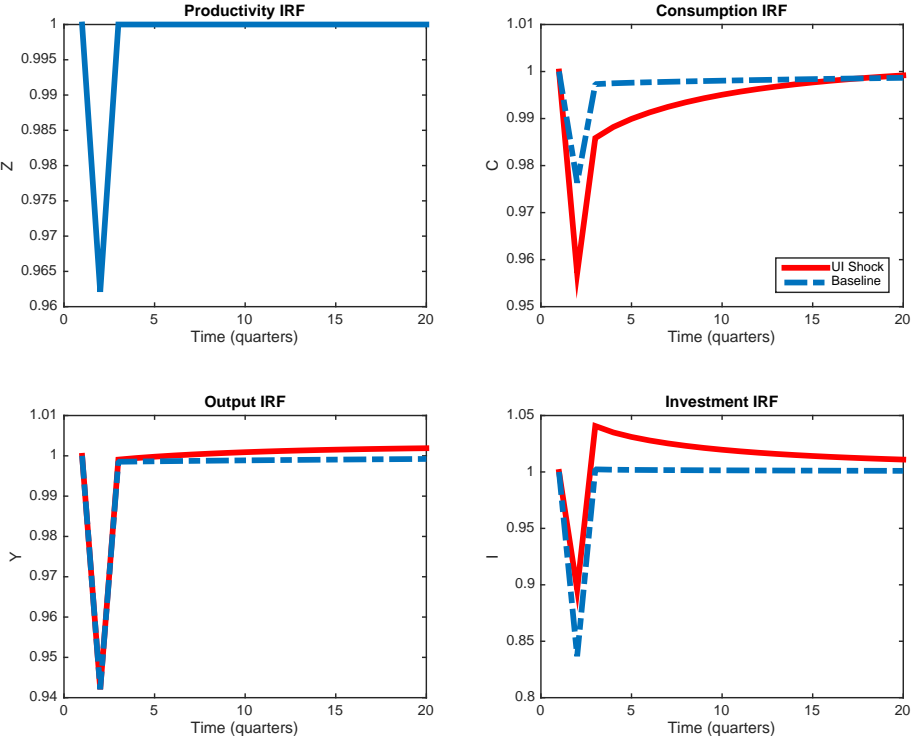 Productivity IRF
1
0.995
0.99
0.985
0.98
0.975
0.97
0.965
0.96
Z
0 5 10 15 20
Time (quarters)
Consumption IRF
1.01
1
0.99
0.98
0.97
0.96
0.95
C
UI Shock
Baseline
0 5 10 15 20
Time (quarters)
Output IRF
1.01
1
0.99
0.98
0.97
0.96
0.95
0.94
Y
0 5 10 15 20
Time (quarters)
Investment IRF
1.05
1
0.95
0.9
0.85
0.8
I
0 5 10 15 20
Time (quarters)